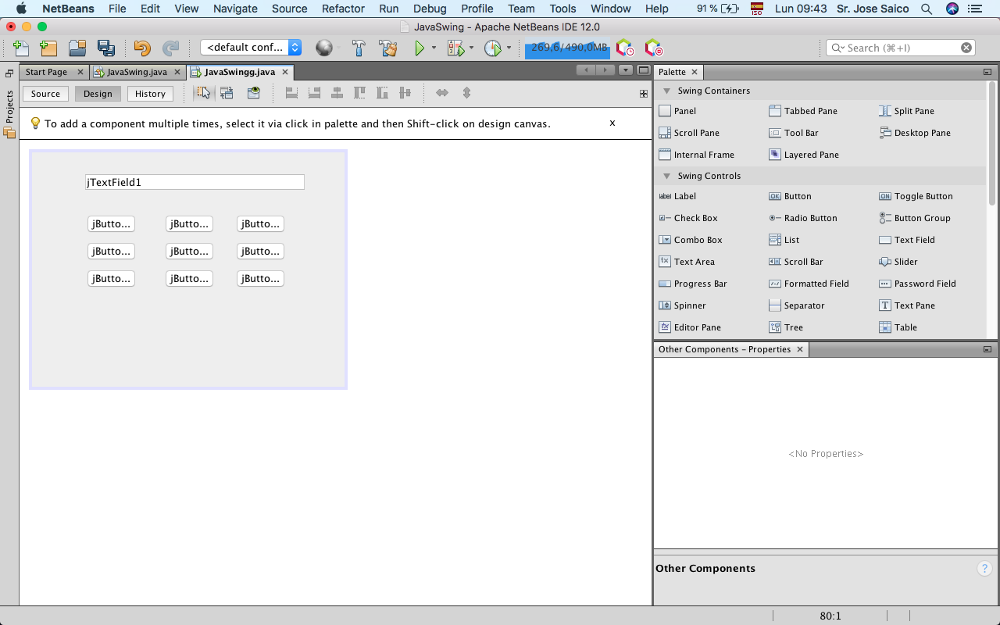 NetBeans File Edit View Navigate Source Refactor Run Debug Profile Team Tools Window Help 91 % ISO Lun 09:43 Sr. Jose Saico
JavaSwing - Apache NetBeans IDE 12.0
<default conf... 269,6/490,0MB Search (⌘+I)
Start Page JavaSwing.java JavaSwingg.java
Palette
Projects
Source Design History
Swing Containers
Panel Tabbed Pane Split Pane
Scroll Pane Tool Bar Desktop Pane
Internal Frame Layered Pane
To add a component multiple times, select it via click in palette and then Shift-click on design canvas. x
jTextField1
jButto... jButto... jButto...
jButto... jButto... jButto...
jButto... jButto... jButto...
Swing Controls
label Label OK Button ON Toggle Button
Check Box Radio Button Button Group
Combo Box List Text Field
Text Area Scroll Bar Slider
Progress Bar Formatted Field Password Field
Spinner Separator T Text Pane
Editor Pane Tree Table
Other Components - Properties
<No Properties>
Other Components ?
80:1